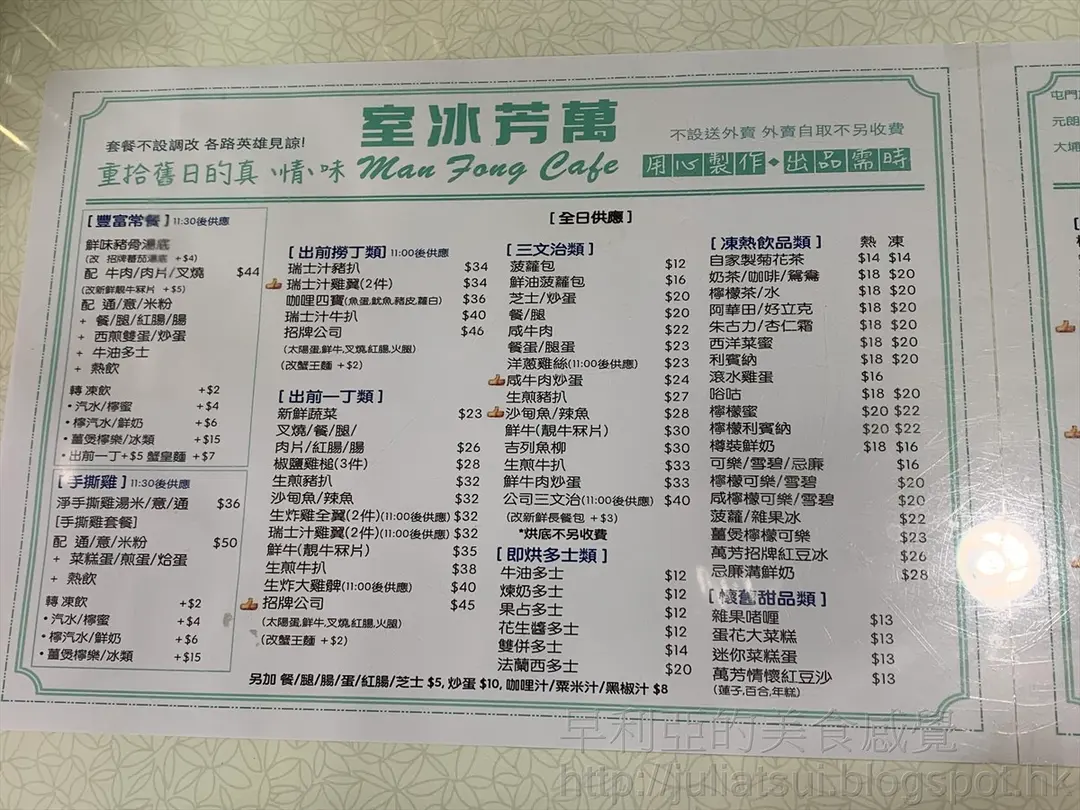 套餐不設調改 各路英雄見諒!
重拾舊日的真情味
室冰芳萬
Man Fong Cafe
不設送外賣 外賣自取不另收費
用心製作・出品需時
[全日供應]
[豐富常餐] 11:30後供應
鮮味豬骨湯底
(改 招牌蕃茄湯底 +$4)
配 牛肉/肉片/叉燒 $44
(改新鮮靚牛冧片 +$5)
配 通/意/米粉
+ 餐/腿/紅腸/腸
+ 西煎雙蛋/炒蛋
+ 牛油多士
+ 熱飲
轉凍飲 +$2
・汽水/檸蜜 +$4
・檸汽水/鮮奶 +$6
・薑煲檸樂/冰類 +$15
・出前一丁+$5 蟹皇麵 +$7
[手撕雞] 11:30後供應
淨手撕雞湯米/意/通 $36
[手撕雞套餐]
配 通/意/米粉 $50
+ 菜糕蛋/煎蛋/烚蛋
+ 熱飲
轉凍飲 +$2
・汽水/檸蜜 +$4
・檸汽水/鮮奶 +$6
・薑煲檸樂/冰類 +$15
[出前撈丁類] 11:00後供應
瑞士汁豬扒 $34
瑞士汁雞翼(2件) $34
咖哩四寶(魚蛋,魷魚,豬皮,蘿白) $36
瑞士汁牛扒 $40
招牌公司 $46
(太陽蛋,鮮牛,叉燒,紅腸,火腿)
(改蟹王麵 +$2)
[出前一丁類]
新鮮蔬菜 $23
叉燒/餐/腿/
肉片/紅腸/腸 $26
椒鹽雞槌(3件) $28
生煎豬扒 $32
沙甸魚/辣魚 $32
生炸雞全翼(2件)(11:00後供應) $32
瑞士汁雞翼(2件)(11:00後供應) $32
鮮牛(靚牛冧片) $35
生煎牛扒 $38
生炸大雞髀(11:00後供應) $40
招牌公司 $45
(太陽蛋,鮮牛,叉燒,紅腸,火腿)
(改蟹王麵 +$2)
[三文治類]
菠蘿包 $12
鮮油菠蘿包 $16
芝士/炒蛋 $20
餐/腿 $20
咸牛肉 $22
餐蛋/腿蛋 $23
洋蔥雞絲(11:00後供應) $23
咸牛肉炒蛋 $24
生煎豬扒 $27
沙甸魚/辣魚 $28
鮮牛(靚牛冧片) $30
吉列魚柳 $30
生煎牛扒 $33
鮮牛肉炒蛋 $33
公司三文治(11:00後供應) $40
(改新鮮長餐包 +$3)
*烘底不另收費
[即烘多士類]
牛油多士 $12
煉奶多士 $12
果占多士 $12
花生醬多士 $12
雙併多士 $14
法蘭西多士 $20
[凍熱飲品類] 熱 凍
自家製菊花茶 $14 $14
奶茶/咖啡/鴛鴦 $18 $20
檸檬茶/水 $18 $20
阿華田/好立克 $18 $20
朱古力/杏仁霜 $18 $20
西洋菜蜜 $18 $20
利賓納 $18 $20
滾水雞蛋 $16
唂咕 $18 $20
檸檬蜜 $20 $22
檸檬利賓納 $20 $22
樽裝鮮奶 $18 $16
可樂/雪碧/忌廉 $16
檸檬可樂/雪碧 $20
咸檸檬可樂/雪碧 $20
菠蘿/雜果冰 $22
薑煲檸檬可樂 $23
萬芳招牌紅豆冰 $26
忌廉溝鮮奶 $28
[懷舊甜品類]
雜果啫喱 $13
蛋花大菜糕 $13
迷你菜糕蛋 $13
萬芳情懷紅豆沙 $13
(蓮子,百合,年糕)
另加 餐/腿/腸/蛋/紅腸/芝士 $5, 炒蛋 $10, 咖哩汁/粟米汁/黑椒汁 $8
屯門
元朗
大埔
早利亞的美食感覺
http://juliatsui.blogspot.hk